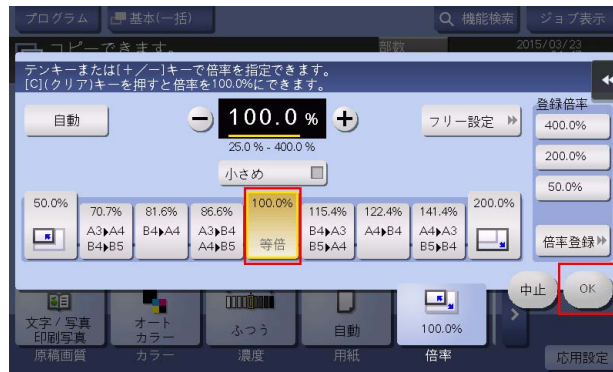 プログラム
基本(一括)
機能検索
ジョブ表示
コピーできます。
部数
2015/03/23
テンキーまたは[+/-]キーで倍率を指定できます。
[C](クリア)キーを押すと倍率を100.0%にできます。
登録倍率
自動
100.0 %
フリー設定
400.0%
25.0 % - 400.0 %
200.0%
小さめ
50.0%
50.0%
70.7%
A3▶A4
B4▶B5
81.6%
B4▶A4
86.6%
A3▶B4
A4▶B5
100.0%
等倍
115.4%
B4▶A3
B5▶A4
122.4%
A4▶B4
141.4%
A4▶A3
B5▶B4
200.0%
倍率登録
中止
OK
文字/写真
印刷写真
オート
カラー
ふつう
自動
100.0%
原稿画質
カラー
濃度
用紙
倍率
応用設定